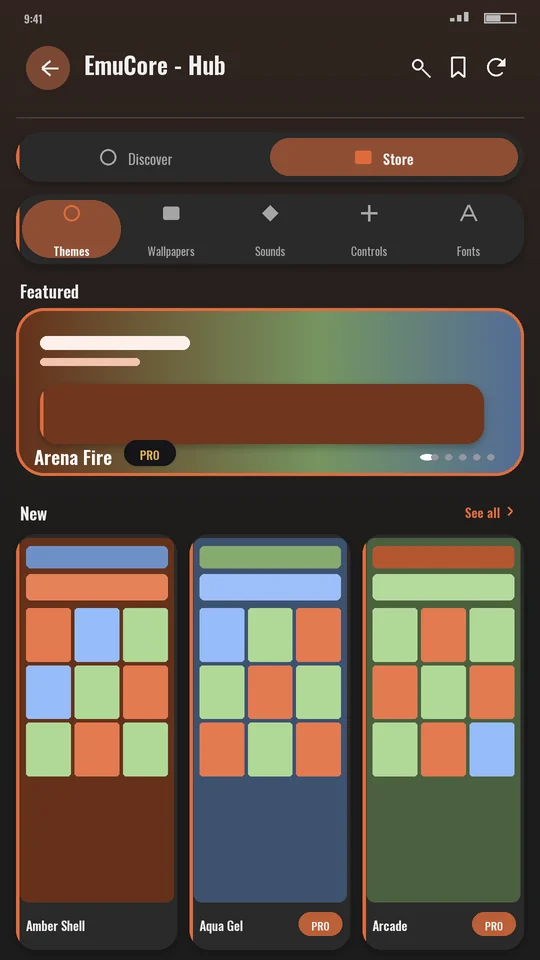 9:41
EmuCore - Hub
Discover
Store
Themes
Wallpapers
Sounds
Controls
Fonts
Featured
Arena Fire
PRO
New
See all
Amber Shell
Aqua Gel
PRO
Arcade
PRO